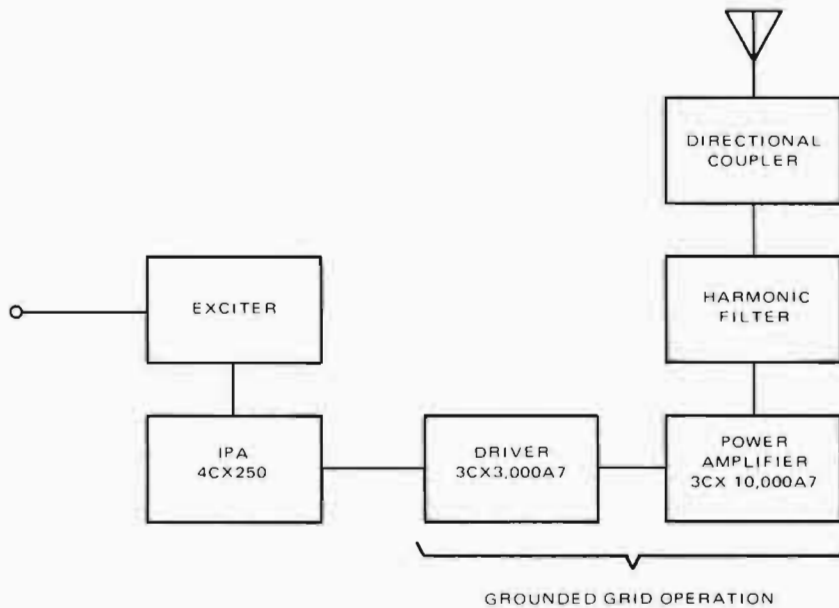 DIRECTIONAL
COUPLER
EXCITER
HARMONIC
FILTER
IPA
4CX250
DRIVER
3CX3,000A7
POWER
AMPLIFIER
3CX 10,000A7
GROUNDED GRID OPERATION